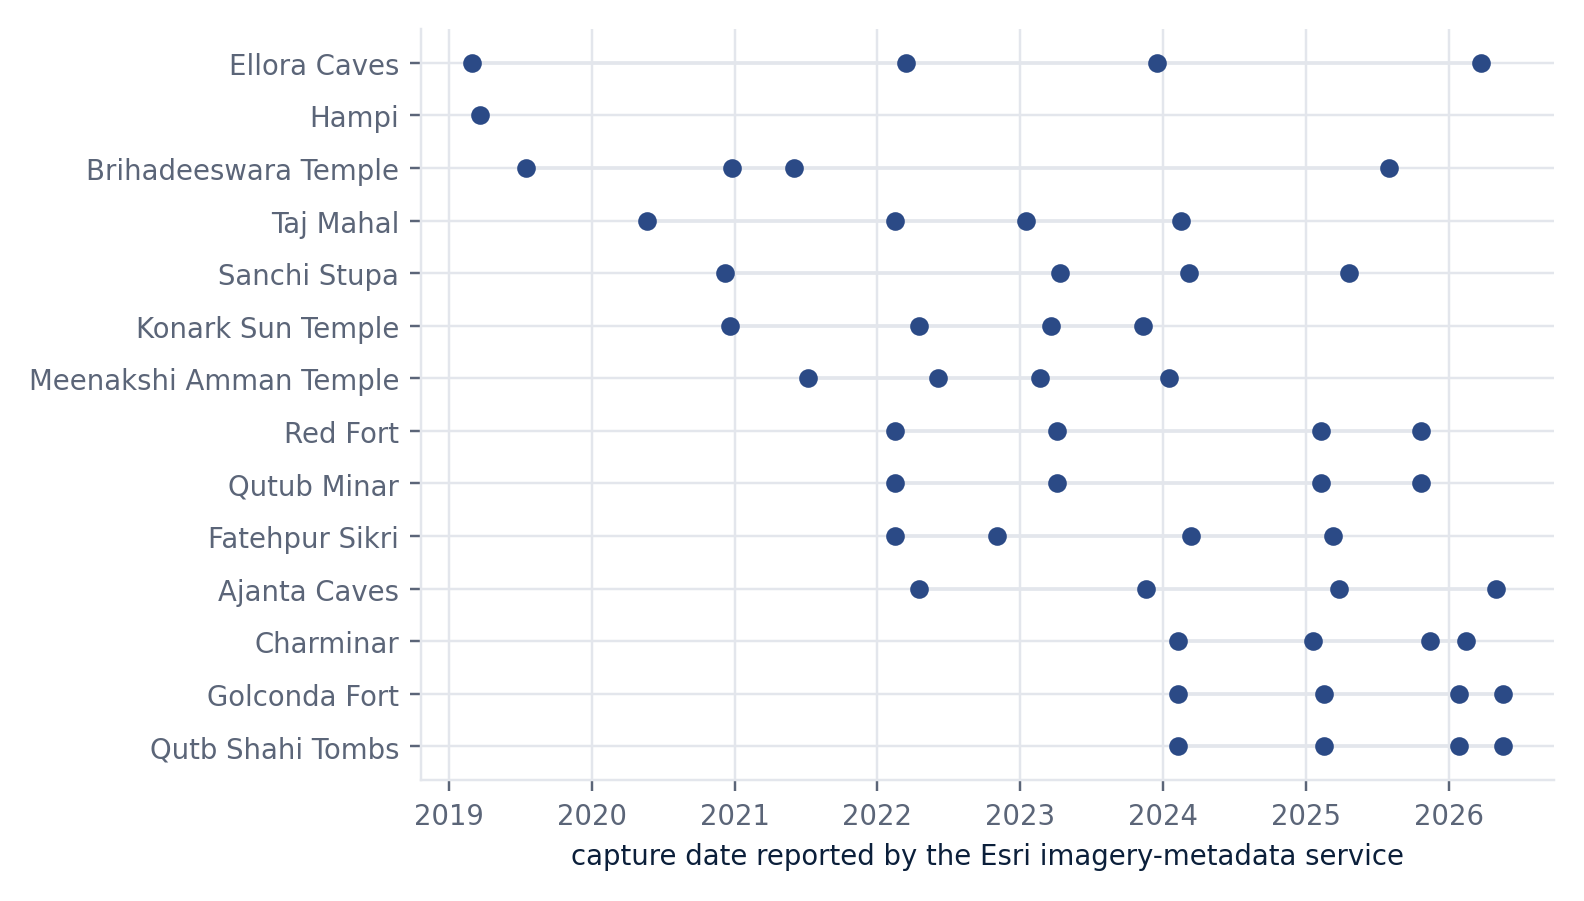 Ellora Caves
Hampi
Brihadeeswara Temple
Taj Mahal
Sanchi Stupa
Konark Sun Temple
Meenakshi Amman Temple
Red Fort
Qutub Minar
Fatehpur Sikri
Ajanta Caves
Charminar
Golconda Fort
Qutb Shahi Tombs
2019 2020 2021 2022 2023 2024 2025 2026
capture date reported by the Esri imagery-metadata service